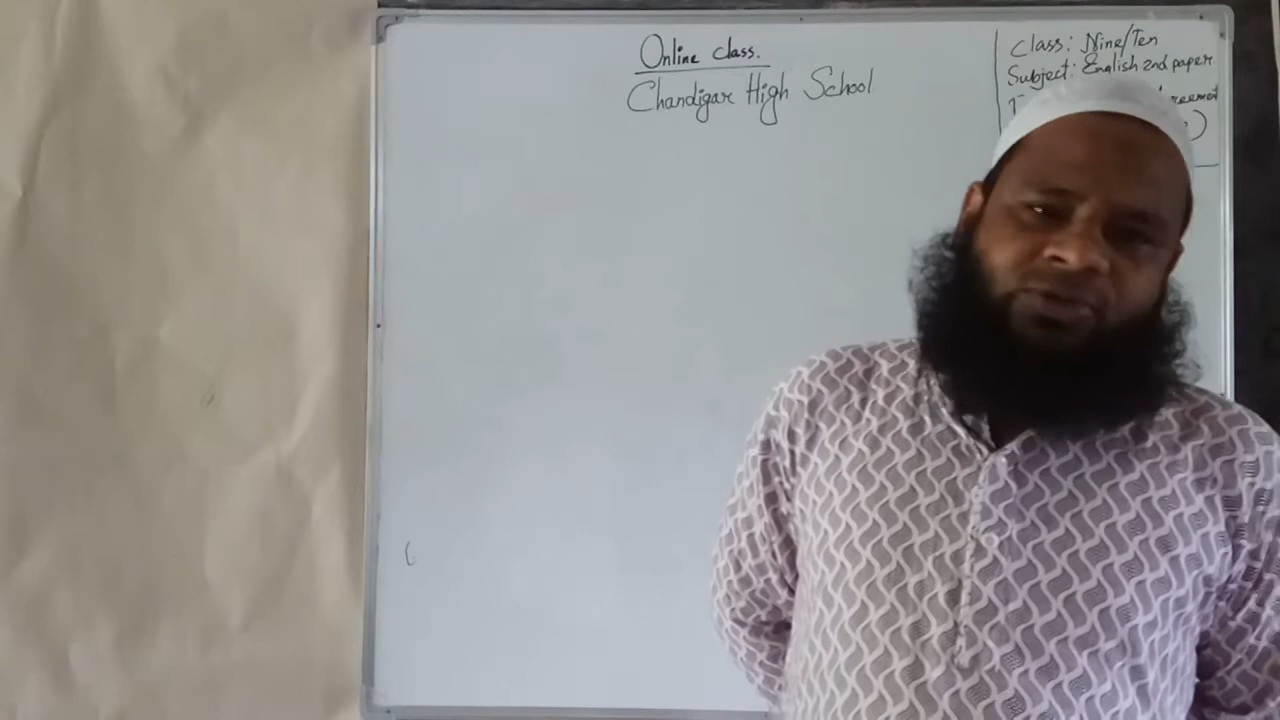 Online class.
Chandigar High School
Class: Nine/Ten
Subject: English 2nd paper